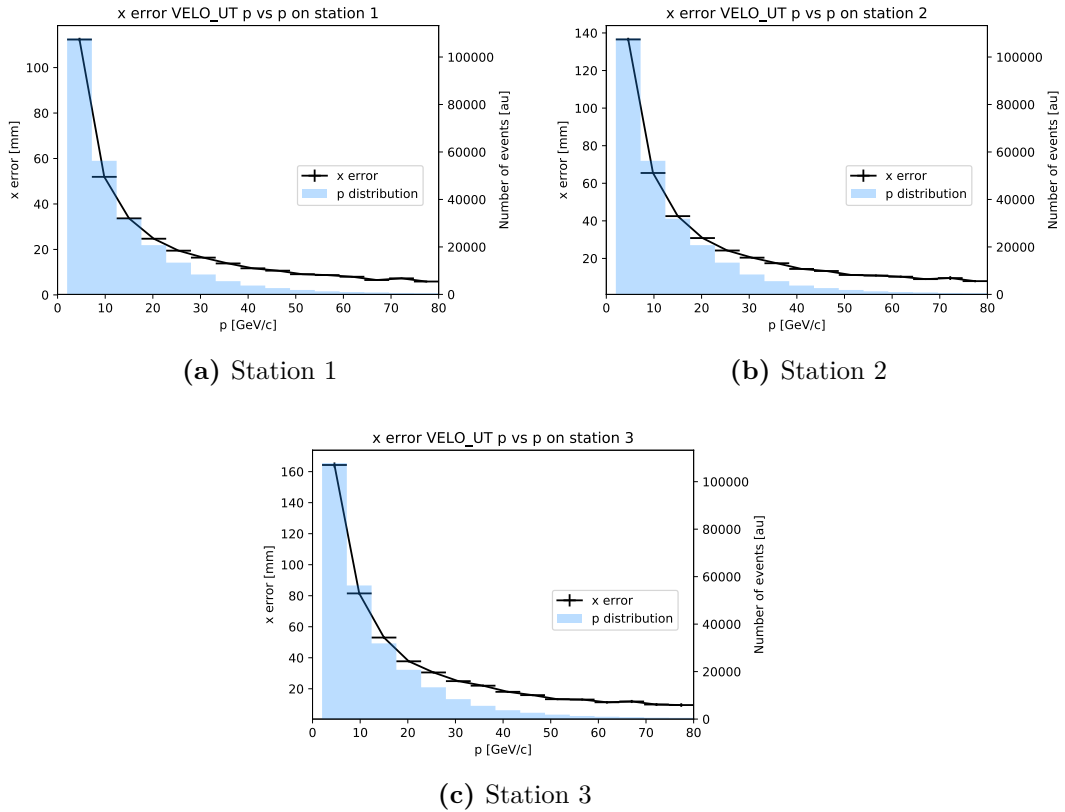 x error VELO_UT p vs p on station 1
x error [mm]
100
80
60
40
20
0
100000
80000
60000
40000
20000
0
Number of events [au]
x error
p distribution
0 10 20 30 40 50 60 70 80
p [GeV/c]
(a) Station 1
x error VELO_UT p vs p on station 2
x error [mm]
140
120
100
80
60
40
20
100000
80000
60000
40000
20000
0
Number of events [au]
x error
p distribution
0 10 20 30 40 50 60 70 80
p [GeV/c]
(b) Station 2
x error VELO_UT p vs p on station 3
x error [mm]
160
140
120
100
80
60
40
20
100000
80000
60000
40000
20000
0
Number of events [au]
x error
p distribution
0 10 20 30 40 50 60 70 80
p [GeV/c]
(c) Station 3